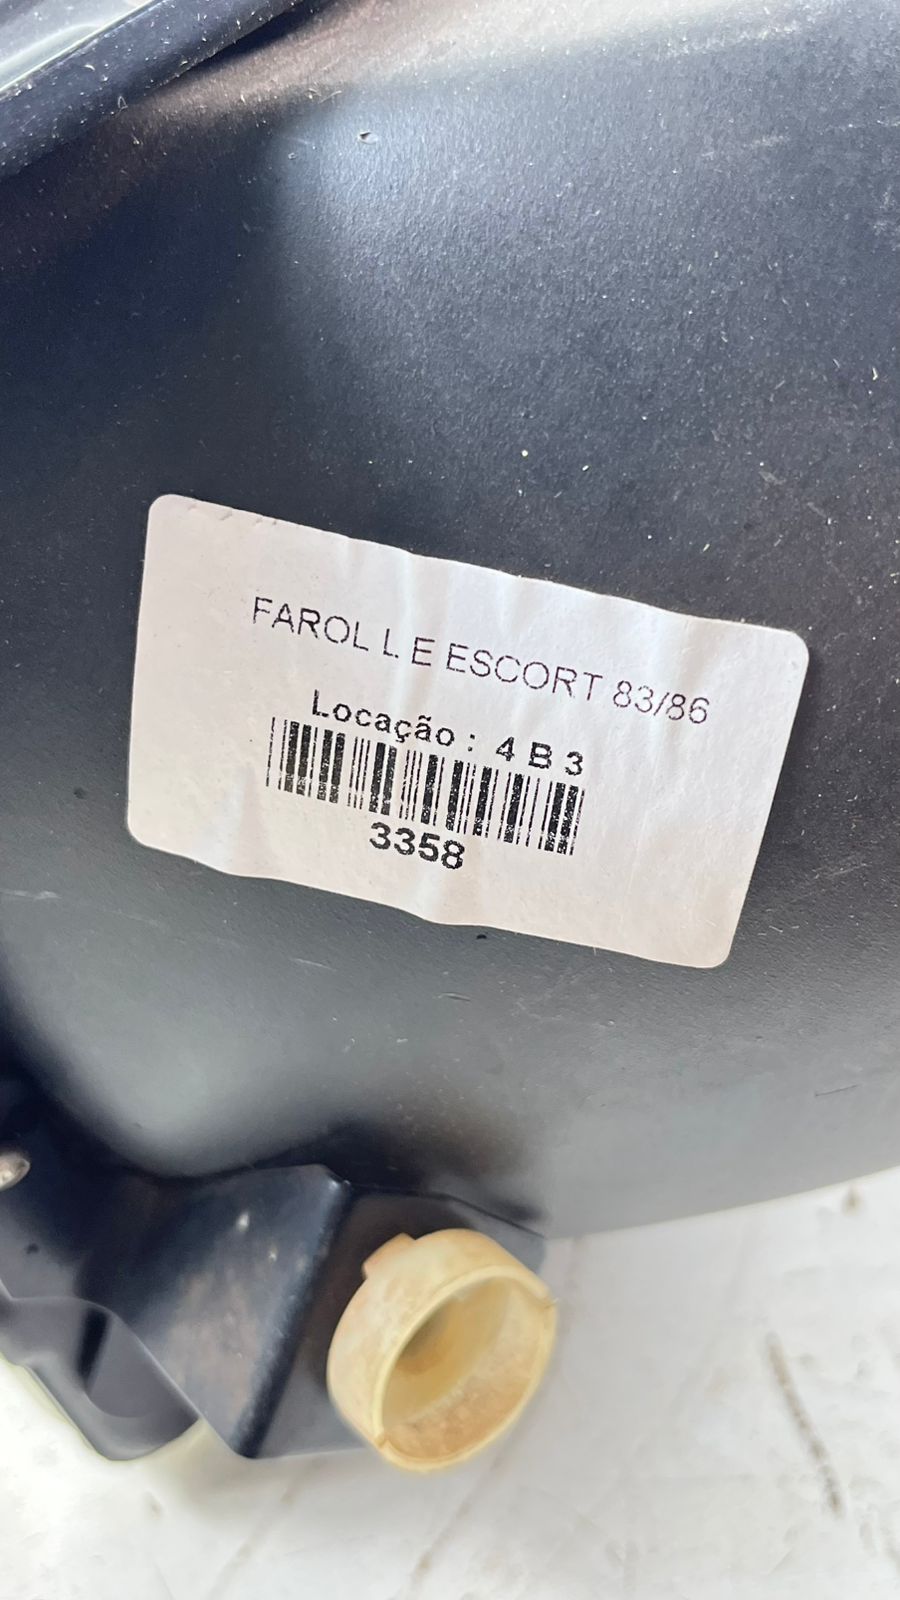 FAROL L E ESCORT 83/86
Locação : 4 B 3
3358